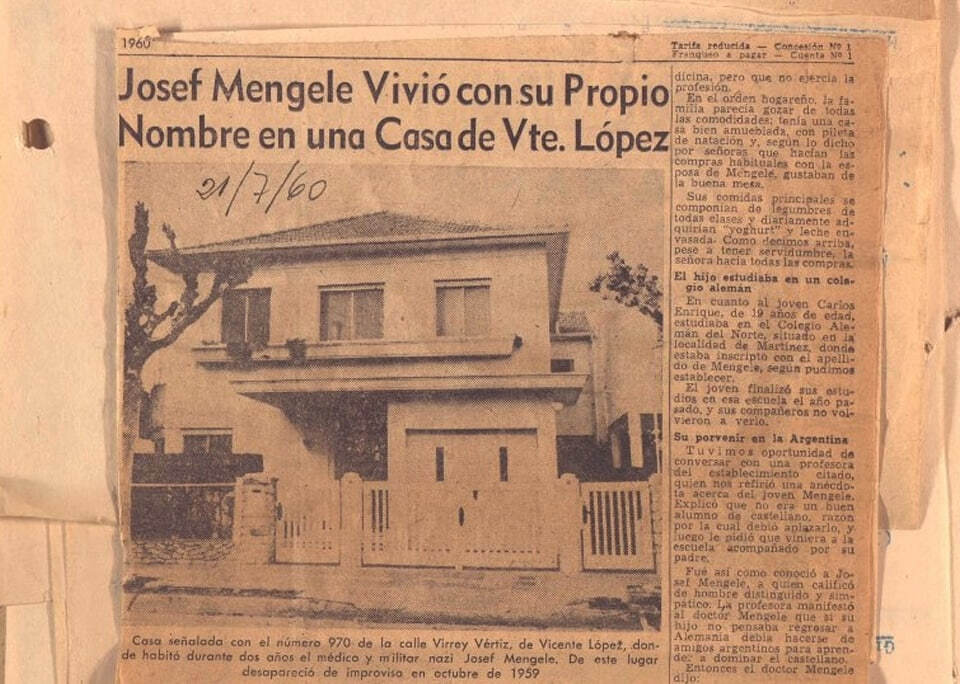 1960
Tarifa reducida — Concesión Nº 1
Franqueo a pagar — Cuenta Nº 1
Josef Mengele Vivió con su Propio
Nombre en una Casa de Vte. López
21/7/60
Casa señalada con el número 970 de la calle Virrey Vértiz, de Vicente López, don-
de habitó durante dos años el médico y militar nazi Josef Mengele. De este lugar
desapareció de improviso en octubre de 1959
dicina, pero que no ejercía la
profesión.
En el orden hogareño, la fa-
milia parecía gozar de todas
las comodidades; tenía una ca-
sa bien amueblada, con pileta
de natación y, según lo dicho
por señoras que hacían las
compras habituales con la es-
posa de Mengele, gustaban de
la buena mesa.
Sus comidas principales se
componían de legumbres de
todas clases y diariamente ad-
quirían "yoghurt" y leche en-
vasada. Como decimos arriba,
pese a tener servidumbre, la
señora hacía todas las compras.
El hijo estudiaba en un cole-
gio alemán
En cuanto al joven Carlos
Enrique, de 19 años de edad,
estudiaba en el Colegio Ale-
mán del Norte, situado en la
localidad de Martínez, donde
estaba inscripto con el apelli-
do de Mengele, según pudimos
establecer.
El joven finalizó sus estu-
dios en esa escuela el año pa-
sado, y sus compañeros no vol-
vieron a verlo.
Su porvenir en la Argentina
Tuvimos oportunidad de
conversar con una profesora
del establecimiento citado,
quien nos refirió una anécdo-
ta acerca del joven Mengele.
Explicó que no era un buen
alumno de castellano, razón
por la cual debió aplazarlo, y
luego le pidió que viniera a la
escuela acompañado por su
padre.
Fué así como conoció a Jo-
sef Mengele, a quien calificó
de hombre distinguido y sim-
pático. La profesora manifestó
al doctor Mengele que si su
hijo no pensaba regresar a
Alemania debía hacerse de
amigos argentinos para apren-
der a dominar el castellano.
Entonces el doctor Mengele
dijo: